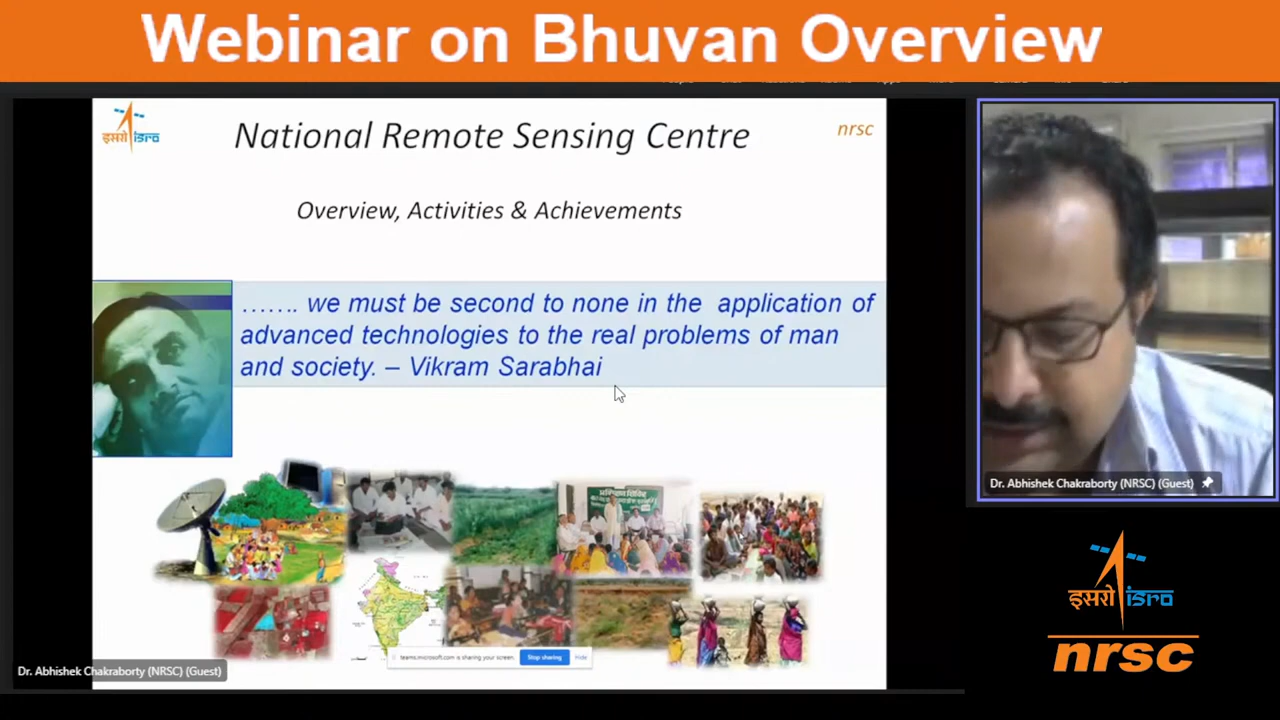 Webinar on Bhuvan Overview
इसरो isro
National Remote Sensing Centre
nrsc
Overview, Activities & Achievements
……. we must be second to none in the application of
advanced technologies to the real problems of man
and society. – Vikram Sarabhai
teams.microsoft.com is sharing your screen.
Stop sharing
Hide
Dr. Abhishek Chakraborty (NRSC) (Guest)
Dr. Abhishek Chakraborty (NRSC) (Guest)
इसरो isro
nrsc